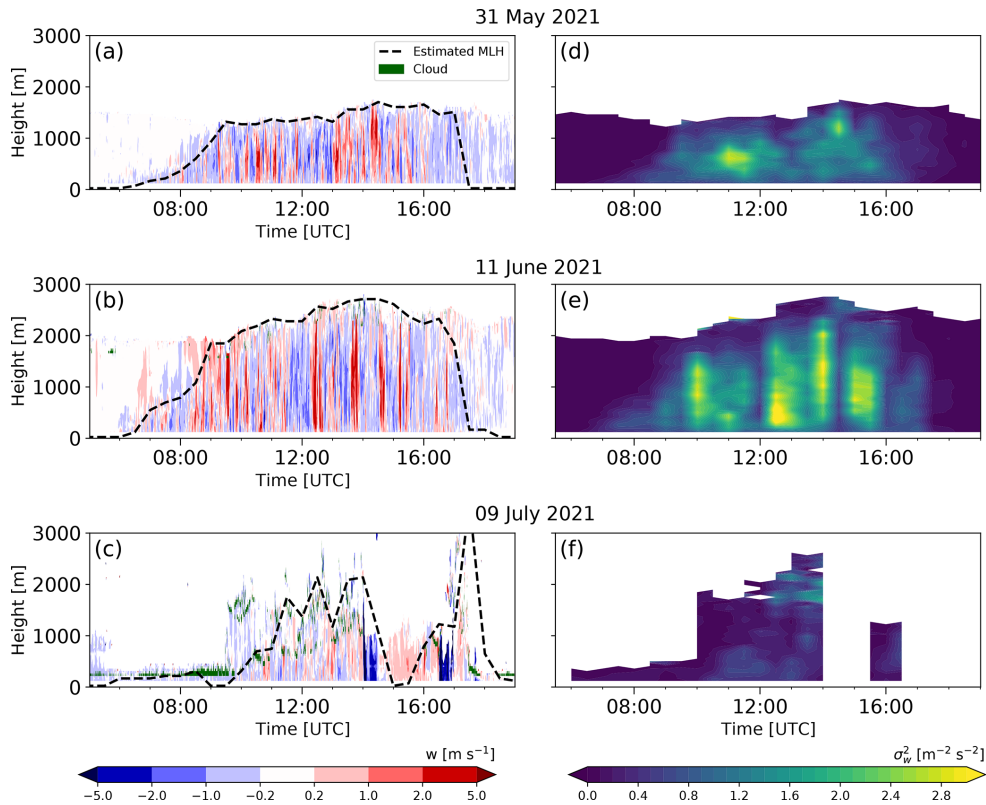 31 May 2021
(a)
Estimated MLH
Cloud
(d)
3000
2000
1000
0
Height [m]
08:00 12:00 16:00
Time [UTC]
08:00 12:00 16:00
11 June 2021
(b)
(e)
3000
2000
1000
0
Height [m]
08:00 12:00 16:00
Time [UTC]
08:00 12:00 16:00
09 July 2021
(c)
(f)
3000
2000
1000
0
Height [m]
08:00 12:00 16:00
Time [UTC]
08:00 12:00 16:00
Time [UTC]
w [m s⁻¹]
−5.0 −2.0 −1.0 −0.2 0.2 1.0 2.0 5.0
σ²w [m⁻² s⁻²]
0.0 0.4 0.8 1.2 1.6 2.0 2.4 2.8